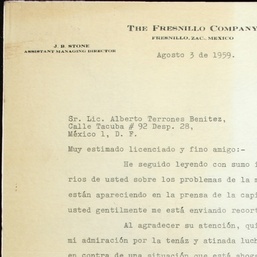 THE FRESNILLO COMPANY
FRESNILLO, ZAC., MEXICO
J. B. STONE
ASSISTANT MANAGING DIRECTOR
Agosto 3 de 1959.
Sr. Lic. Alberto Terrones Benitez,
Calle Tacuba # 92 Desp. 28,
México 1, D. F.
Muy estimado licenciado y fino amigo:-
He seguido leyendo con sumo i
rios de usted sobre los problemas de la m
están apareciendo en la prensa de la capi
usted gentilmente me está enviando recort
Al agradecer su atención, qui
mi admiración por la tenáz y atinada luch
en contra de una situación que está ahog